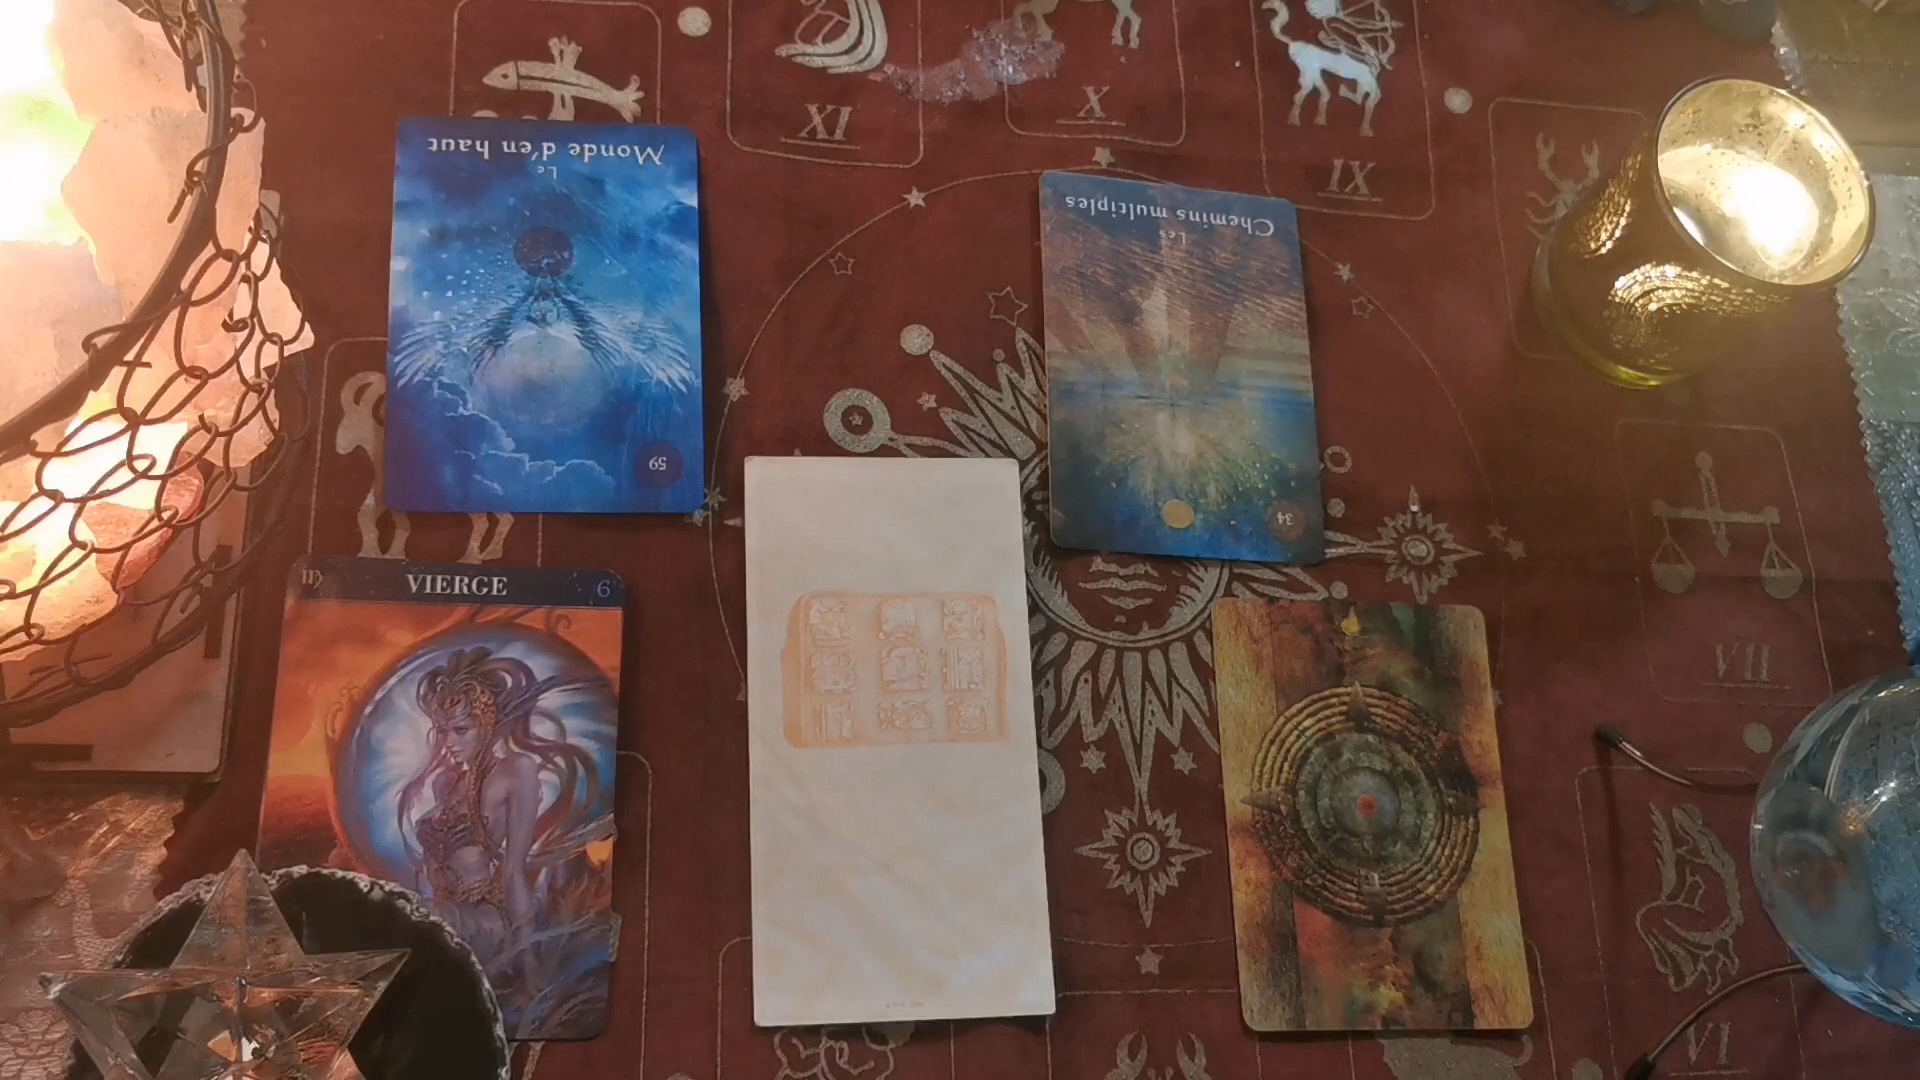 XI
X
IX
Le
Monde d'en haut
59
Les
Chemins multiples
34
♍ VIERGE 6
VII
VI